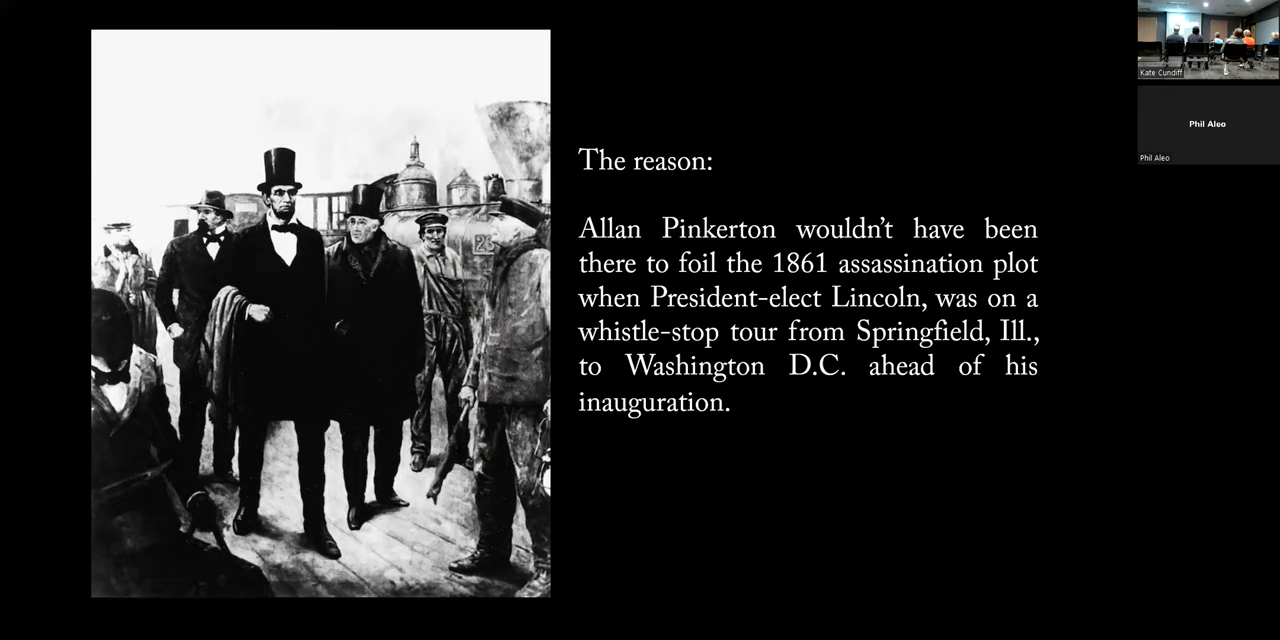 The reason:
Allan Pinkerton wouldn’t have been
there to foil the 1861 assassination plot
when President-elect Lincoln, was on a
whistle-stop tour from Springfield, Ill.,
to Washington D.C. ahead of his
inauguration.
23
Kate Cundiff
Phil Aleo
Phil Aleo